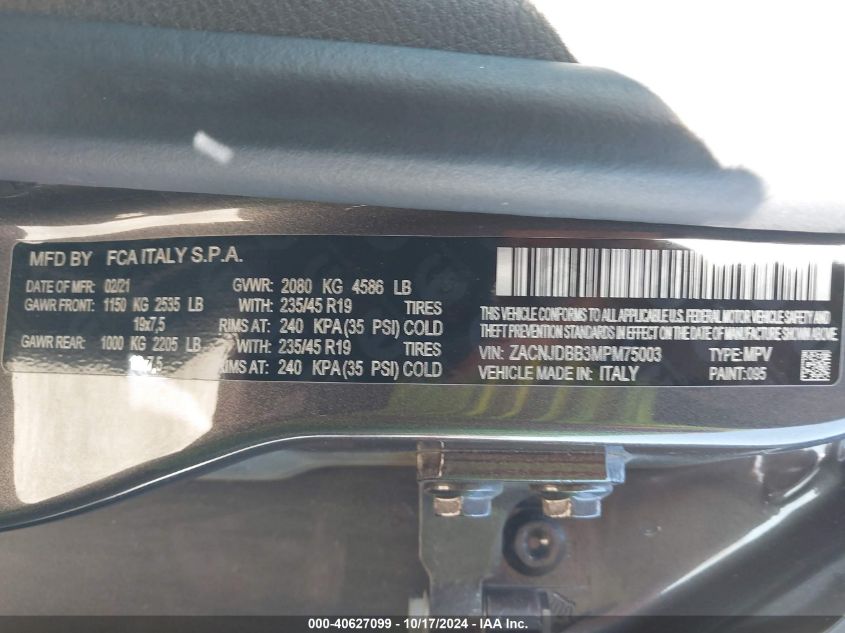 MFD BY FCA ITALY S.P.A.
DATE OF MFR: 02/21 GVWR: 2080 KG 4586 LB
GAWR FRONT: 1150 KG 2535 LB WITH: 235/45 R19 TIRES
19x7,5 RIMS AT: 240 KPA (35 PSI) COLD
GAWR REAR: 1000 KG 2205 LB WITH: 235/45 R19 TIRES
19x7,5 RIMS AT: 240 KPA (35 PSI) COLD
THIS VEHICLE CONFORMS TO ALL APPLICABLE U.S. FEDERAL MOTOR VEHICLE SAFETY AND
THEFT PREVENTION STANDARDS IN EFFECT ON THE DATE OF MANUFACTURE SHOWN ABOVE.
VIN: ZACNJDBB3MPM75003 TYPE: MPV
VEHICLE MADE IN: ITALY PAINT: 095
000-40627099 - 10/17/2024 - IAA Inc.